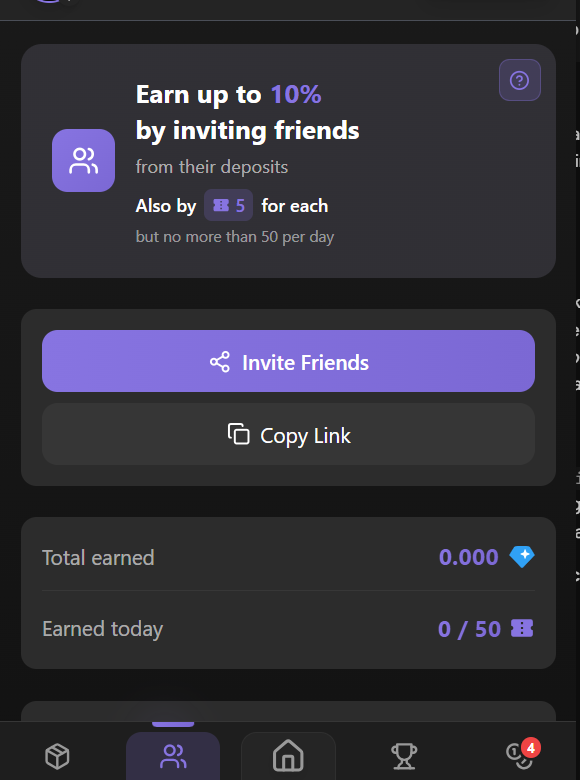 Earn up to 10%
by inviting friends
from their deposits
Also by 5 for each
but no more than 50 per day
Invite Friends
Copy Link
Total earned 0.000
Earned today 0 / 50
4